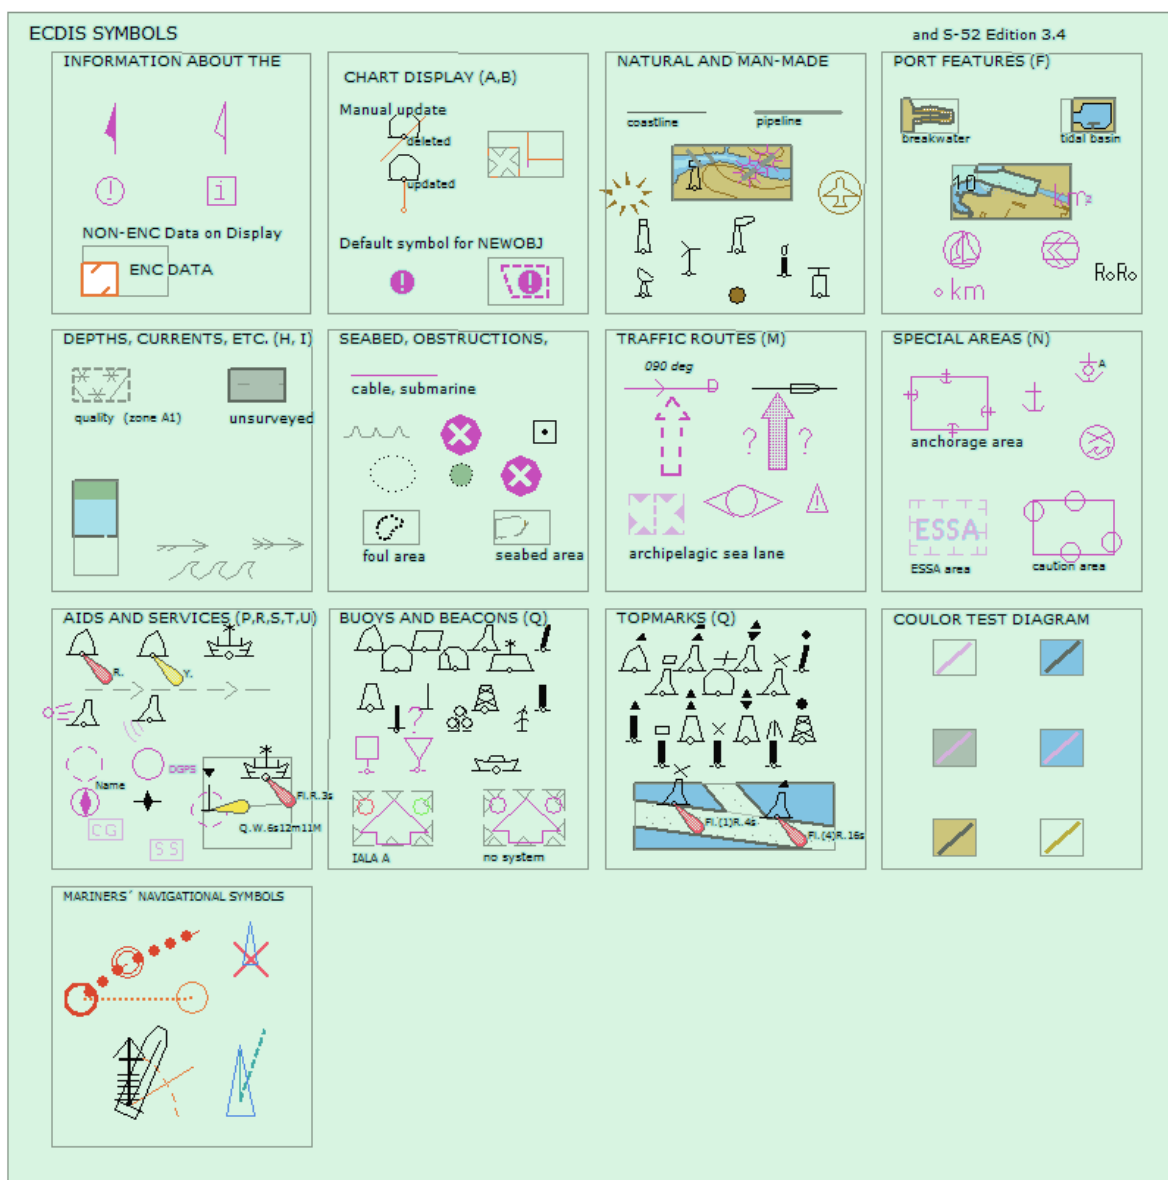 ECDIS SYMBOLS
and S-52 Edition 3.4
INFORMATION ABOUT THE
i
NON-ENC Data on Display
ENC DATA
CHART DISPLAY (A,B)
Manual update
deleted
updated
Default symbol for NEWOBJ
NATURAL AND MAN-MADE
coastline
pipeline
PORT FEATURES (F)
breakwater
tidal basin
10
km2
RoRo
km
DEPTHS, CURRENTS, ETC. (H, I)
quality (zone A1)
unsurveyed
SEABED, OBSTRUCTIONS,
cable, submarine
foul area
seabed area
TRAFFIC ROUTES (M)
090 deg
? ?
archipelagic sea lane
SPECIAL AREAS (N)
A
anchorage area
ESSA
ESSA area
caution area
AIDS AND SERVICES (P,R,S,T,U)
R.
Y.
DGPS
Name
Fl.R.3s
Q.W.6s12m11M
CG
SS
BUOYS AND BEACONS (Q)
?
IALA A
no system
TOPMARKS (Q)
Fl.(1)R.4s
Fl.(4)R.16s
COULOR TEST DIAGRAM
MARINERS´ NAVIGATIONAL SYMBOLS